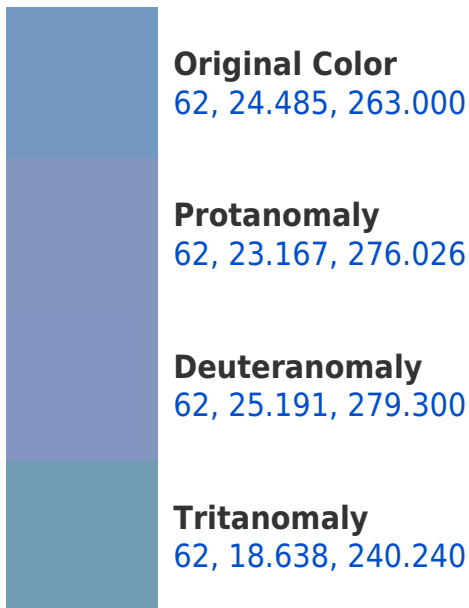 Original Color
62, 24.485, 263.000
Protanomaly
62, 23.167, 276.026
Deuteranomaly
62, 25.191, 279.300
Tritanomaly
62, 18.638, 240.240